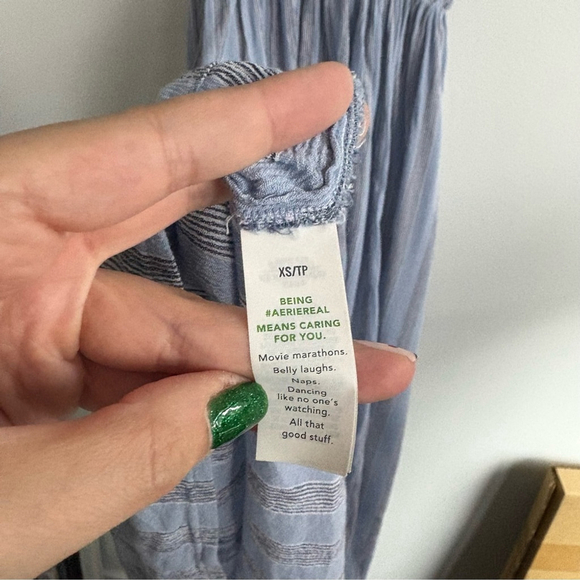 XS/TP
BEING
#AERIEREAL
MEANS CARING
FOR YOU.
Movie marathons.
Belly laughs.
Naps.
Dancing
like no one's
watching.
All that
good stuff.